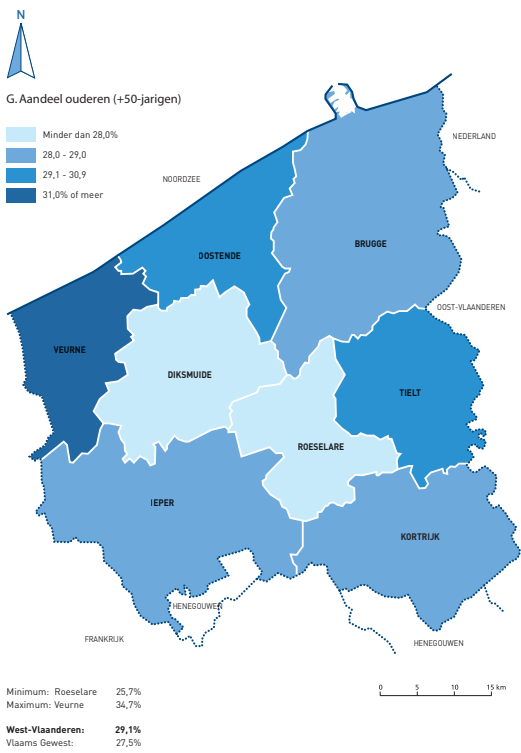 N
G. Aandeel ouderen (+50-jarigen)
Minder dan 28,0%
28,0 - 29,0
29,1 - 30,9
31,0% of meer
NEDERLAND
NOORDZEE
BRUGGE
OOSTENDE
OOST-VLAANDEREN
VEURNE
DIKSMUIDE
TIELT
ROESELARE
IEPER
KORTRIJK
HENEGOUWEN
FRANKRIJK
HENEGOUWEN
0 5 10 15 km
Minimum: Roeselare 25,7%
Maximum: Veurne 34,7%
West-Vlaanderen: 29,1%
Vlaams Gewest: 27,5%